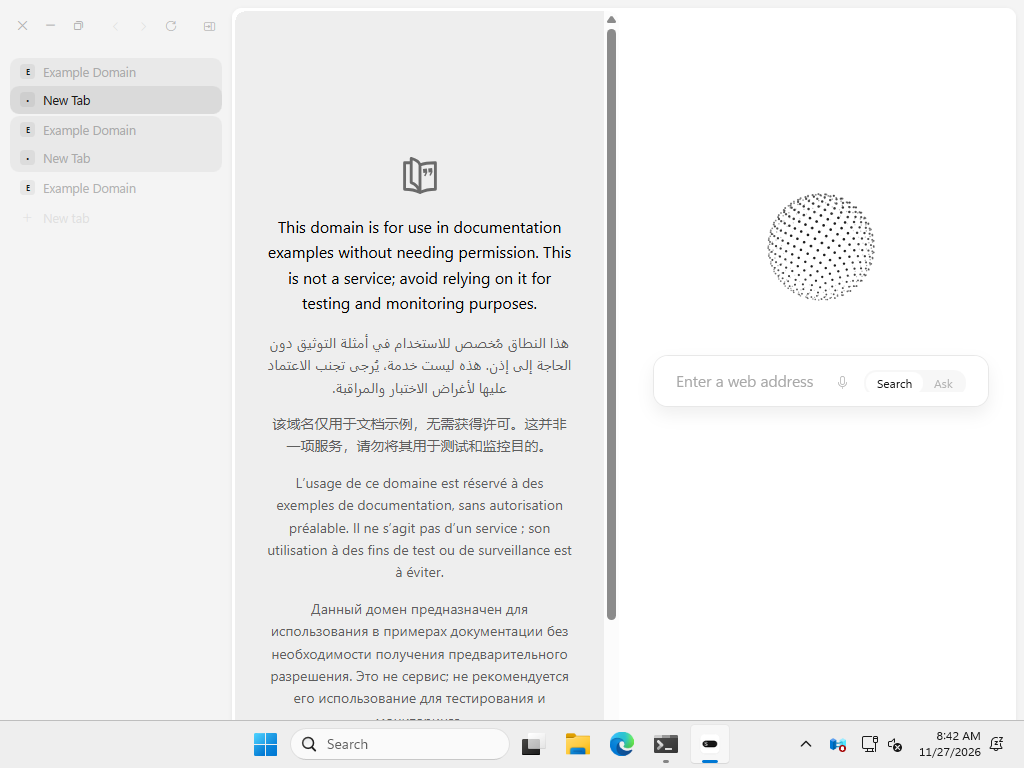 E Example Domain
New Tab
E Example Domain
New Tab
E Example Domain
+ New tab
This domain is for use in documentation
examples without needing permission. This
is not a service; avoid relying on it for
testing and monitoring purposes.
هذا النطاق مُخصص للاستخدام في أمثلة التوثيق دون
الحاجة إلى إذن. هذه ليست خدمة، يُرجى تجنب الاعتماد
عليها لأغراض الاختبار والمراقبة.
该域名仅用于文档示例，无需获得许可。这并非
一项服务，请勿将其用于测试和监控目的。
L’usage de ce domaine est réservé à des
exemples de documentation, sans autorisation
préalable. Il ne s’agit pas d’un service ; son
utilisation à des fins de test ou de surveillance est
à éviter.
Данный домен предназначен для
использования в примерах документации без
необходимости получения предварительного
разрешения. Это не сервис; не рекомендуется
его использование для тестирования и
Enter a web address
Search
Ask
Search
8:42 AM
11/27/2026